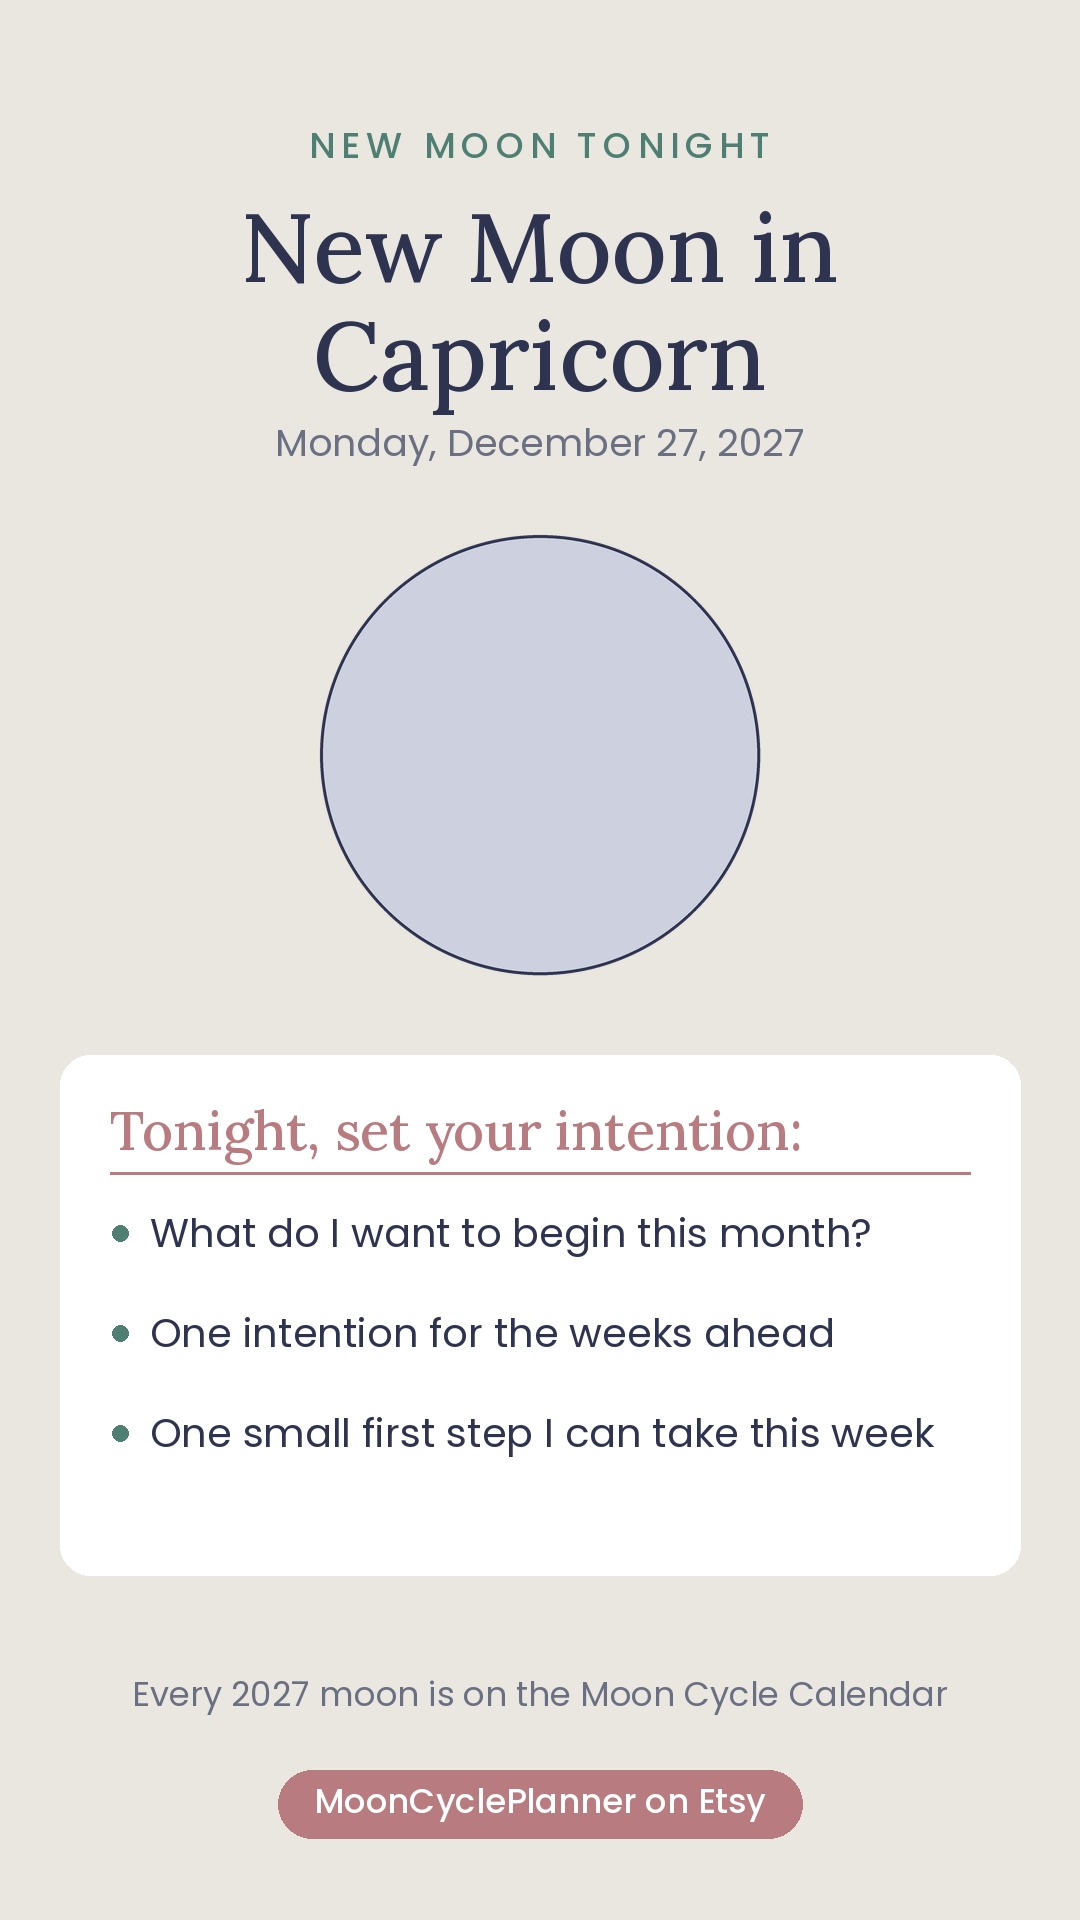 NEW MOON TONIGHT
New Moon in
Capricorn
Monday, December 27, 2027
Tonight, set your intention:
What do I want to begin this month?
One intention for the weeks ahead
One small first step I can take this week
Every 2027 moon is on the Moon Cycle Calendar
MoonCyclePlanner on Etsy